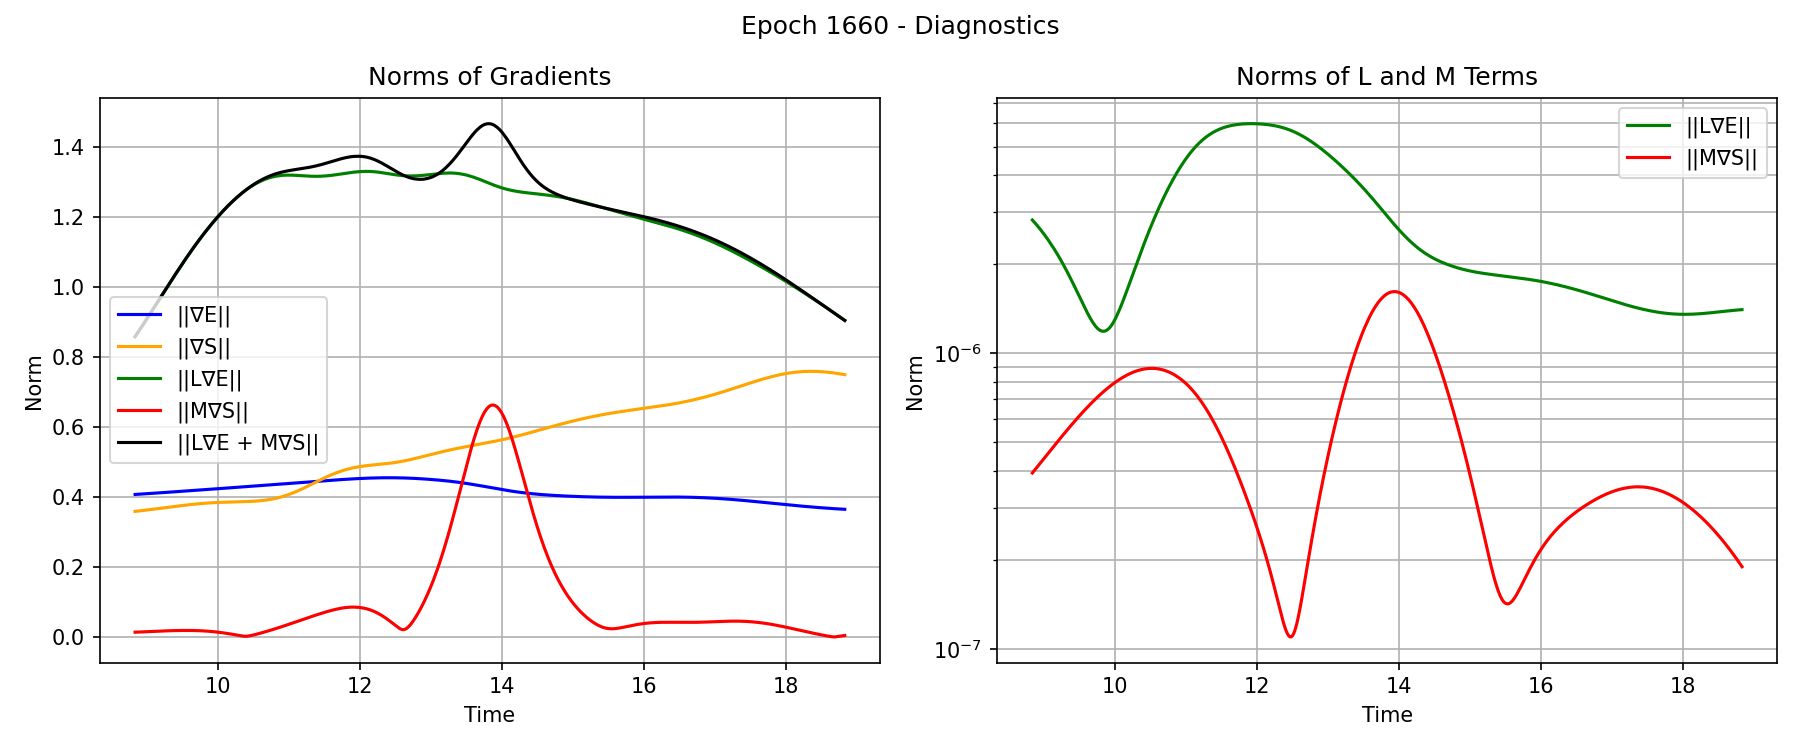 Epoch 1660 - Diagnostics
Norms of Gradients
Norm
1.4
1.2
1.0
0.8
0.6
0.4
0.2
0.0
||∇E||
||∇S||
||L∇E||
||M∇S||
||L∇E + M∇S||
10
12
14
16
18
Time
Norms of L and M Terms
Norm
10⁻⁶
10⁻⁷
||L∇E||
||M∇S||
10
12
14
16
18
Time